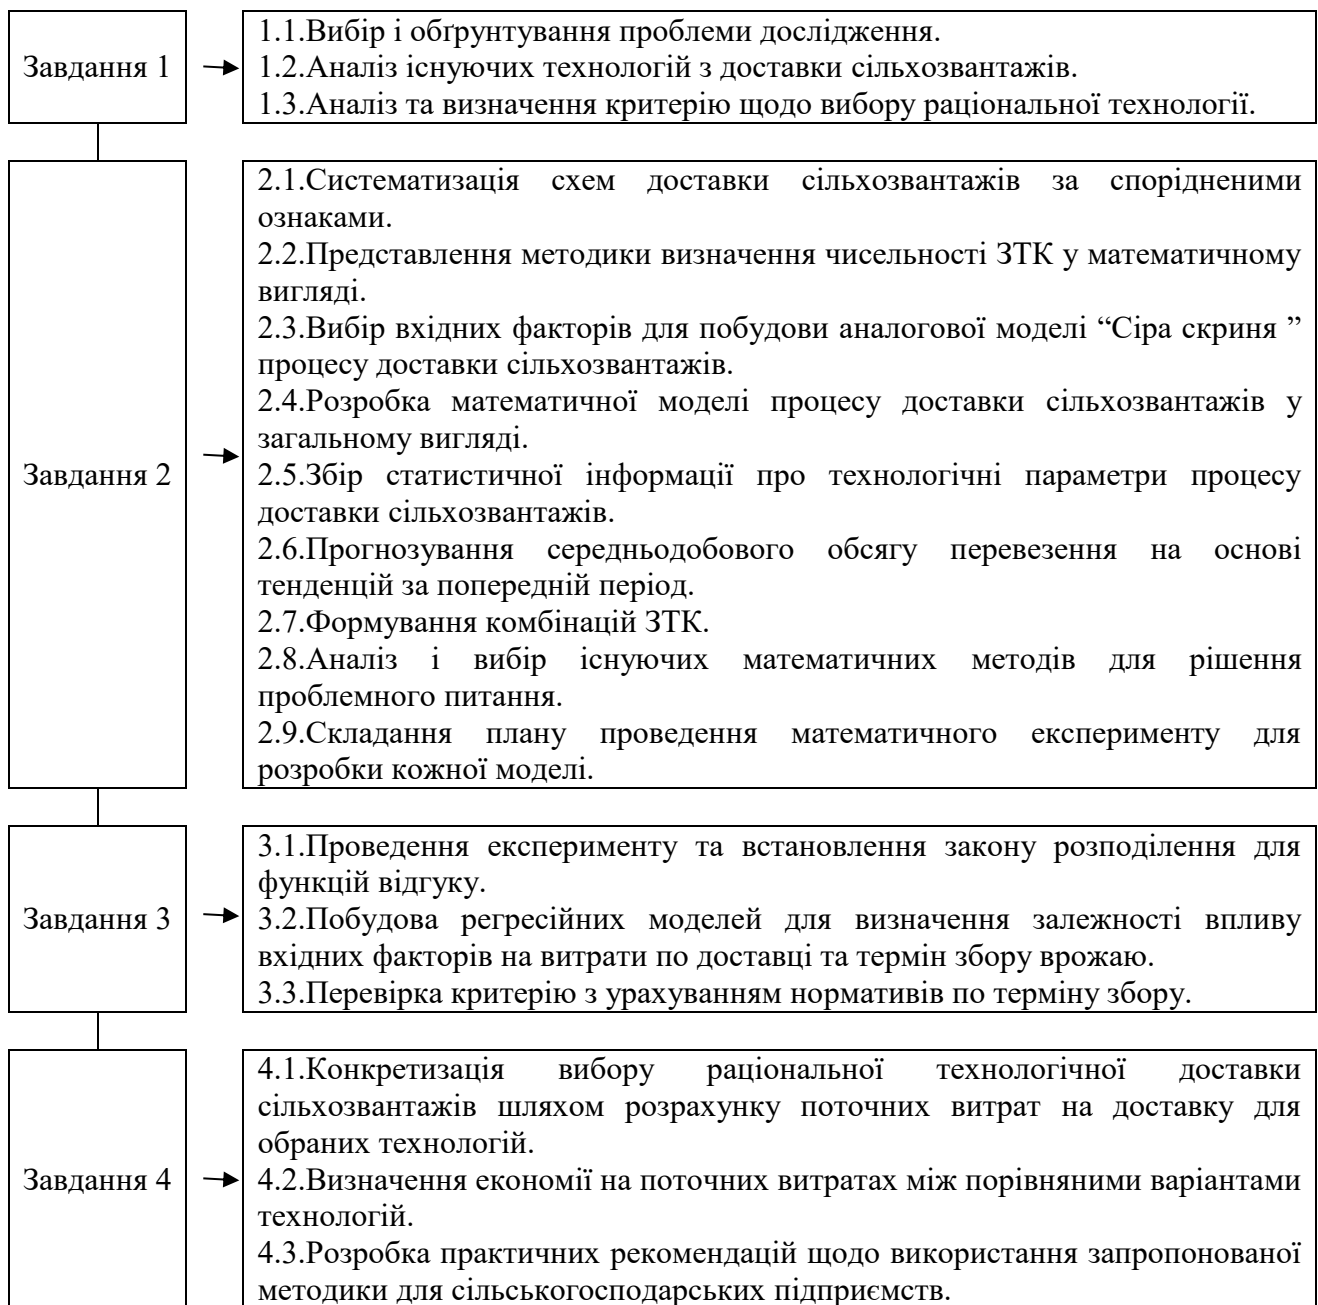 Завдання 1
1.1.Вибір і обґрунтування проблеми дослідження.
1.2.Аналіз існуючих технологій з доставки сільхозвантажів.
1.3.Аналіз та визначення критерію щодо вибору раціональної технології.
Завдання 2
2.1.Систематизація схем доставки сільхозвантажів за спорідненими
ознаками.
2.2.Представлення методики визначення чисельності ЗТК у математичному
вигляді.
2.3.Вибір вхідних факторів для побудови аналогової моделі “Сіра скриня ”
процесу доставки сільхозвантажів.
2.4.Розробка математичної моделі процесу доставки сільхозвантажів у
загальному вигляді.
2.5.Збір статистичної інформації про технологічні параметри процесу
доставки сільхозвантажів.
2.6.Прогнозування середньодобового обсягу перевезення на основі
тенденцій за попередній період.
2.7.Формування комбінацій ЗТК.
2.8.Аналіз і вибір існуючих математичних методів для рішення
проблемного питання.
2.9.Складання плану проведення математичного експерименту для
розробки кожної моделі.
Завдання 3
3.1.Проведення експерименту та встановлення закону розподілення для
функцій відгуку.
3.2.Побудова регресійних моделей для визначення залежності впливу
вхідних факторів на витрати по доставці та термін збору врожаю.
3.3.Перевірка критерію з урахуванням нормативів по терміну збору.
Завдання 4
4.1.Конкретизація вибору раціональної технологічної доставки
сільхозвантажів шляхом розрахунку поточних витрат на доставку для
обраних технологій.
4.2.Визначення економії на поточних витратах між порівняними варіантами
технологій.
4.3.Розробка практичних рекомендацій щодо використання запропонованої
методики для сільськогосподарських підприємств.